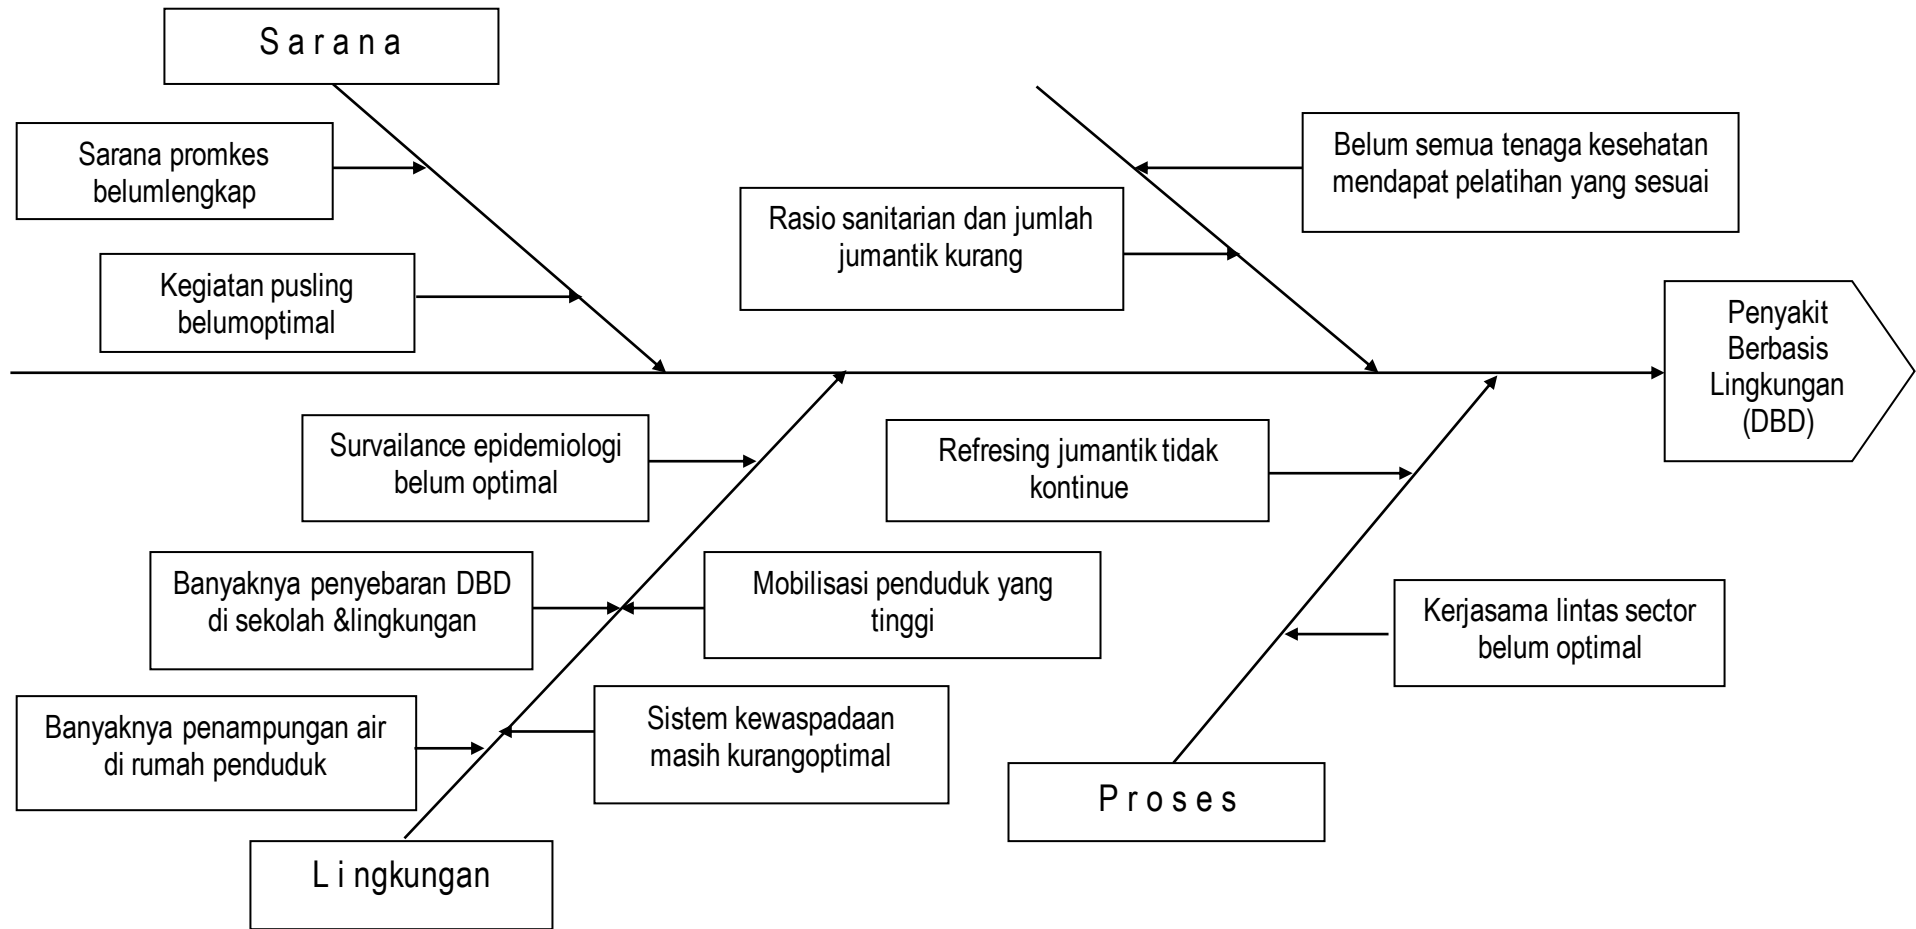 S a r a n a
Sarana promkes
belumlengkap
Kegiatan pusling
belumoptimal
Belum semua tenaga kesehatan
mendapat pelatihan yang sesuai
Rasio sanitarian dan jumlah
jumantik kurang
Penyakit
Berbasis
Lingkungan
(DBD)
Survailance epidemiologi
belum optimal
Refresing jumantik tidak
kontinue
Banyaknya penyebaran DBD
di sekolah &lingkungan
Mobilisasi penduduk yang
tinggi
Kerjasama lintas sector
belum optimal
Banyaknya penampungan air
di rumah penduduk
Sistem kewaspadaan
masih kurangoptimal
P r o s e s
L i ngkungan